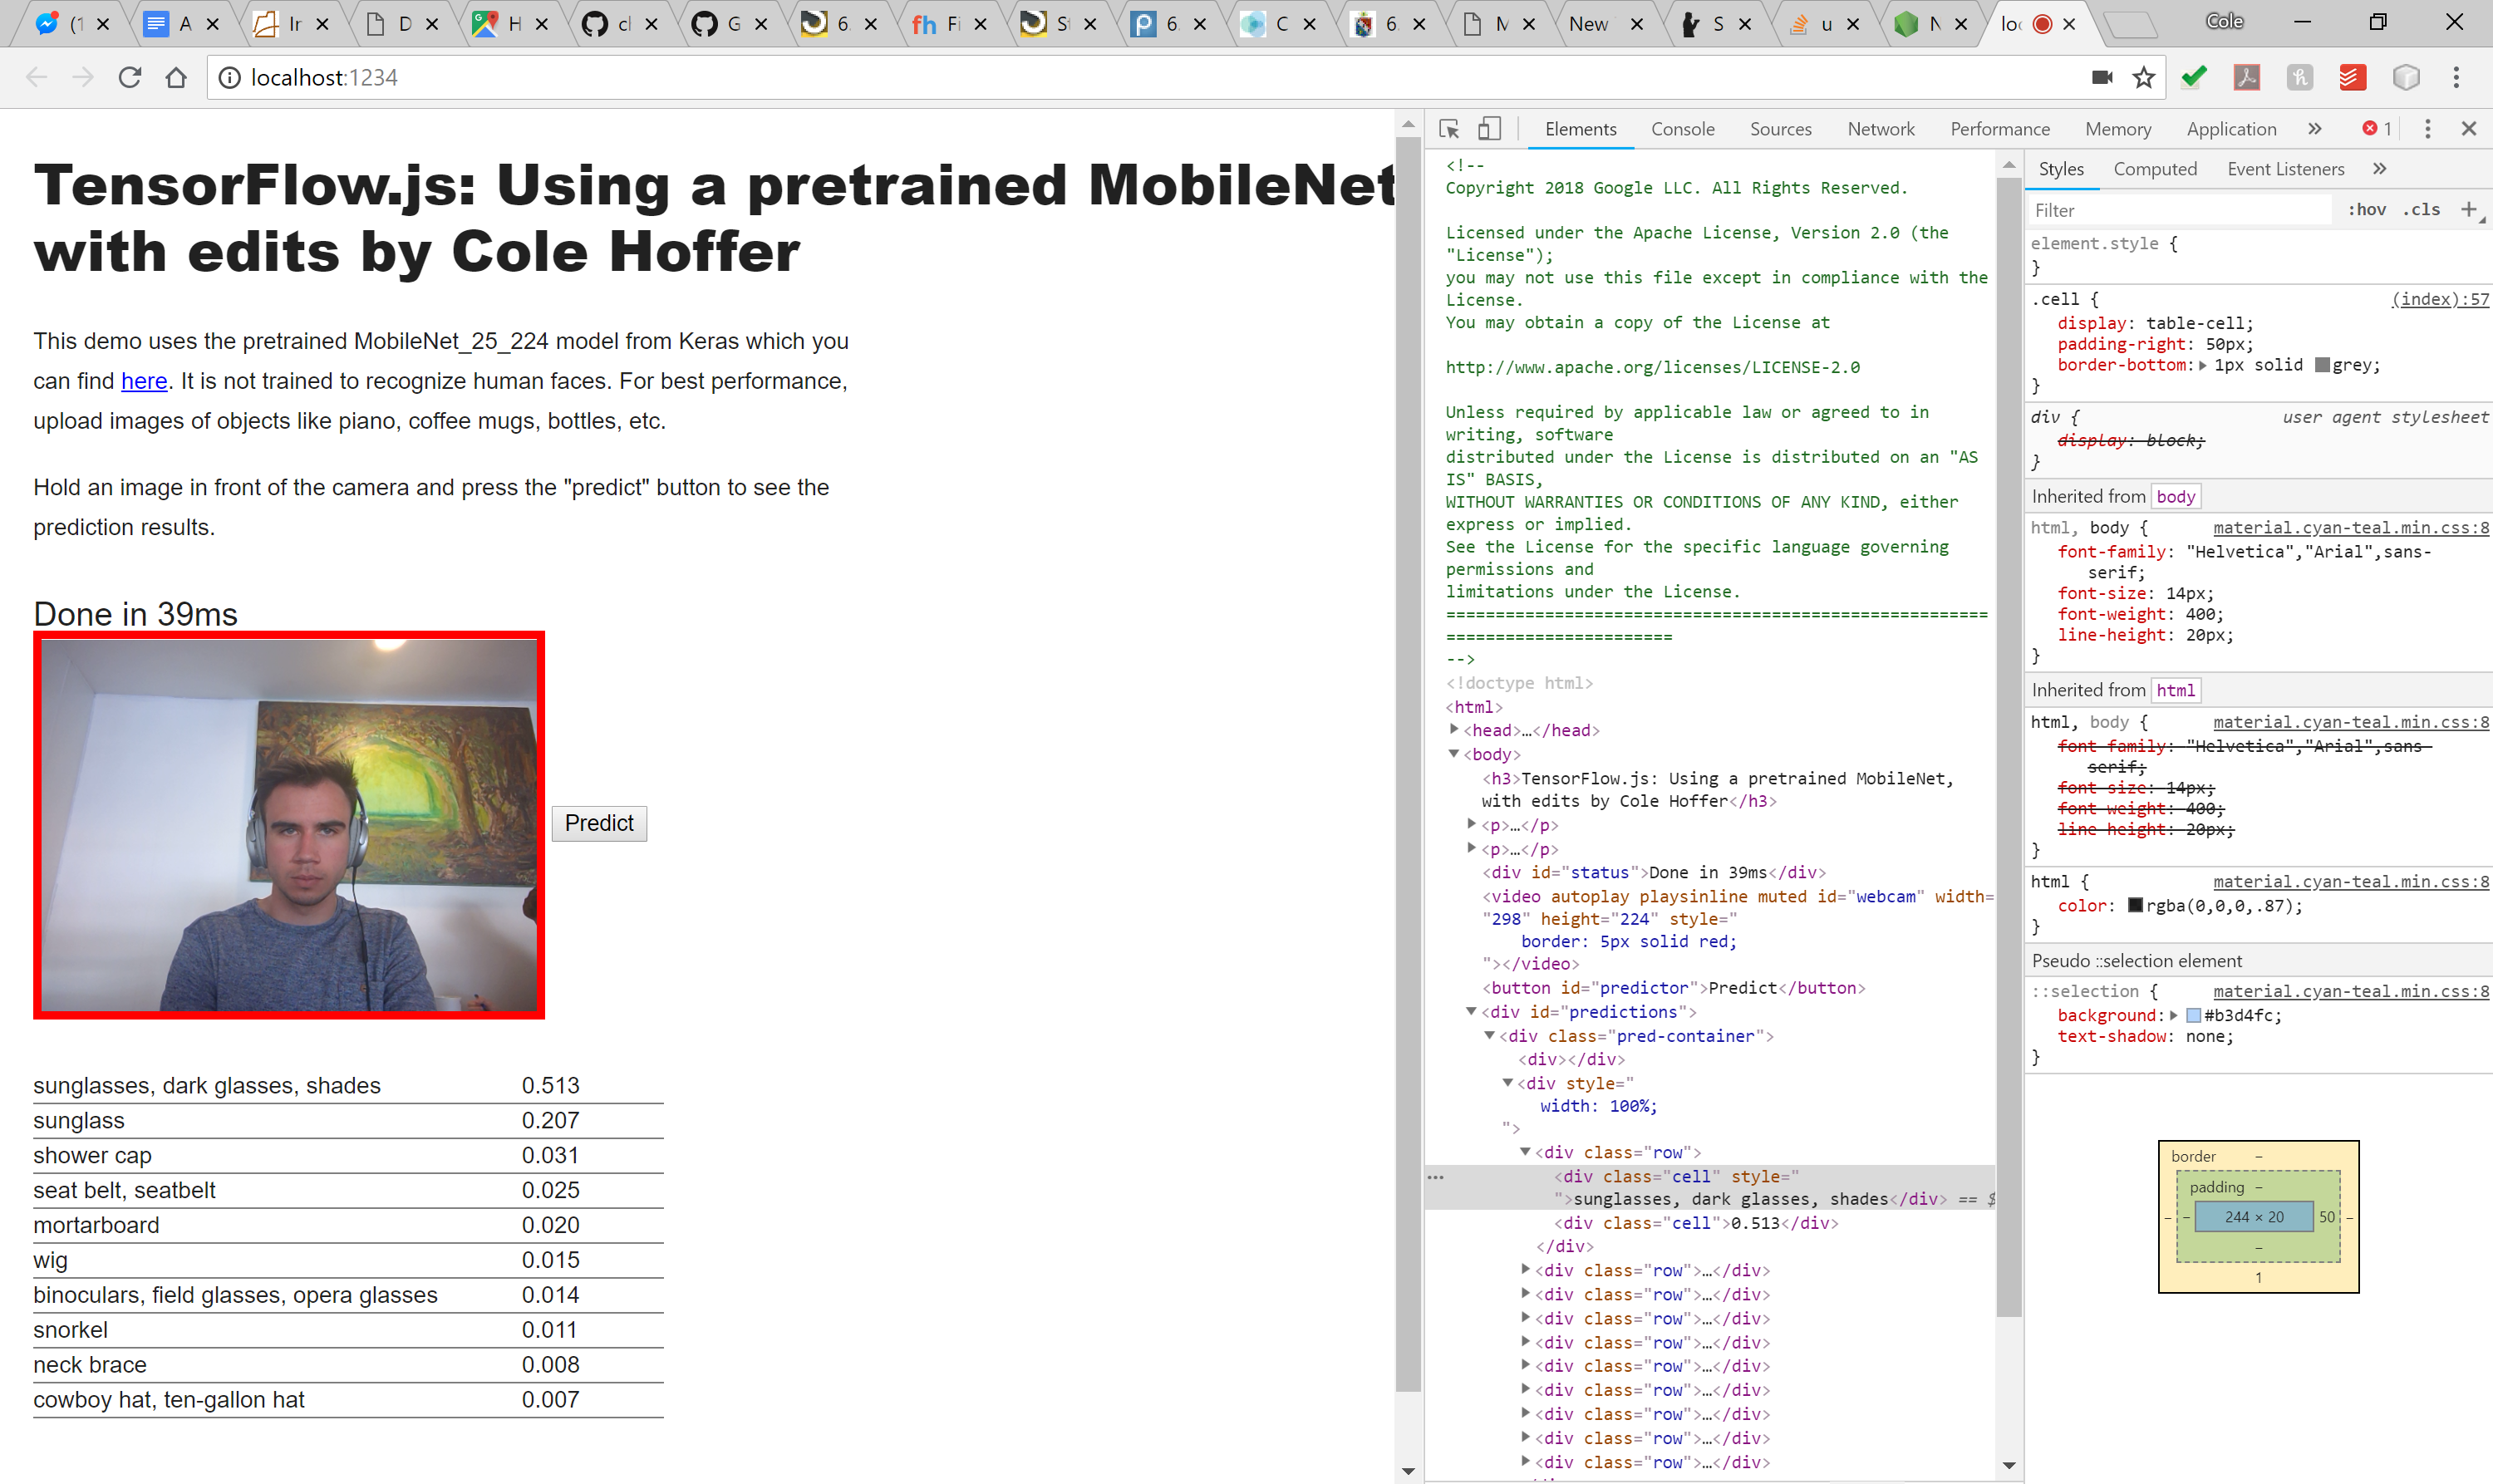 (1
A
Ir
D
H
cl
G
6.
Fi
St
6.
C
6
M
New
S
u
N
loc
Cole
localhost:1234
TensorFlow.js: Using a pretrained MobileNet
with edits by Cole Hoffer
This demo uses the pretrained MobileNet_25_224 model from Keras which you
can find here. It is not trained to recognize human faces. For best performance,
upload images of objects like piano, coffee mugs, bottles, etc.
Hold an image in front of the camera and press the "predict" button to see the
prediction results.
Done in 39ms
Predict
sunglasses, dark glasses, shades 0.513
sunglass 0.207
shower cap 0.031
seat belt, seatbelt 0.025
mortarboard 0.020
wig 0.015
binoculars, field glasses, opera glasses 0.014
snorkel 0.011
neck brace 0.008
cowboy hat, ten-gallon hat 0.007
Elements Console Sources Network Performance Memory Application » 1
<!--
Copyright 2018 Google LLC. All Rights Reserved.
Licensed under the Apache License, Version 2.0 (the
"License");
you may not use this file except in compliance with the
License.
You may obtain a copy of the License at
http://www.apache.org/licenses/LICENSE-2.0
Unless required by applicable law or agreed to in
writing, software
distributed under the License is distributed on an "AS
IS" BASIS,
WITHOUT WARRANTIES OR CONDITIONS OF ANY KIND, either
express or implied.
See the License for the specific language governing
permissions and
limitations under the License.
=======================================================
=======================
-->
<!doctype html>
<html>
<head>…</head>
<body>
<h3>TensorFlow.js: Using a pretrained MobileNet,
with edits by Cole Hoffer</h3>
<p>…</p>
<p>…</p>
<div id="status">Done in 39ms</div>
<video autoplay playsinline muted id="webcam" width=
"298" height="224" style="
border: 5px solid red;
"></video>
<button id="predictor">Predict</button>
<div id="predictions">
<div class="pred-container">
<div></div>
<div style="
width: 100%;
">
<div class="row">
<div class="cell" style="
">sunglasses, dark glasses, shades</div> == $
<div class="cell">0.513</div>
</div>
<div class="row">…</div>
<div class="row">…</div>
<div class="row">…</div>
<div class="row">…</div>
<div class="row">…</div>
<div class="row">…</div>
<div class="row">…</div>
<div class="row">…</div>
<div class="row">…</div>
Styles Computed Event Listeners »
Filter :hov .cls +
element.style {
}
.cell { (index):57
display: table-cell;
padding-right: 50px;
border-bottom: 1px solid grey;
}
div { user agent stylesheet
display: block;
}
Inherited from body
html, body { material.cyan-teal.min.css:8
font-family: "Helvetica","Arial",sans-
serif;
font-size: 14px;
font-weight: 400;
line-height: 20px;
}
Inherited from html
html, body { material.cyan-teal.min.css:8
font-family: "Helvetica","Arial",sans-
serif;
font-size: 14px;
font-weight: 400;
line-height: 20px;
}
html { material.cyan-teal.min.css:8
color: rgba(0,0,0,.87);
}
Pseudo ::selection element
::selection { material.cyan-teal.min.css:8
background: #b3d4fc;
text-shadow: none;
}
border –
padding –
– – 244 × 20 50 –
–
1